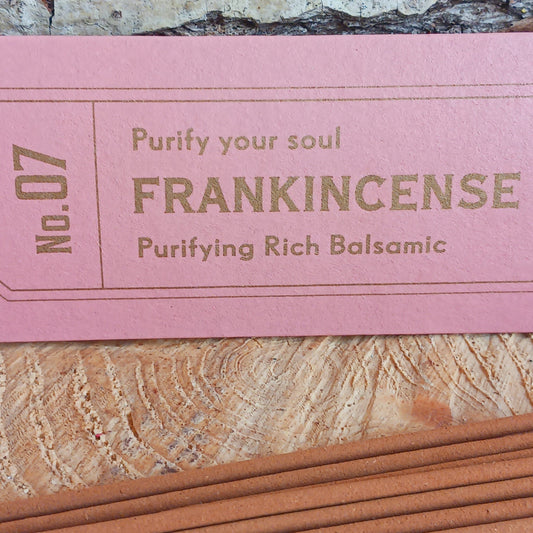 No.07
Purify your soul
FRANKINCENSE
Purifying Rich Balsamic